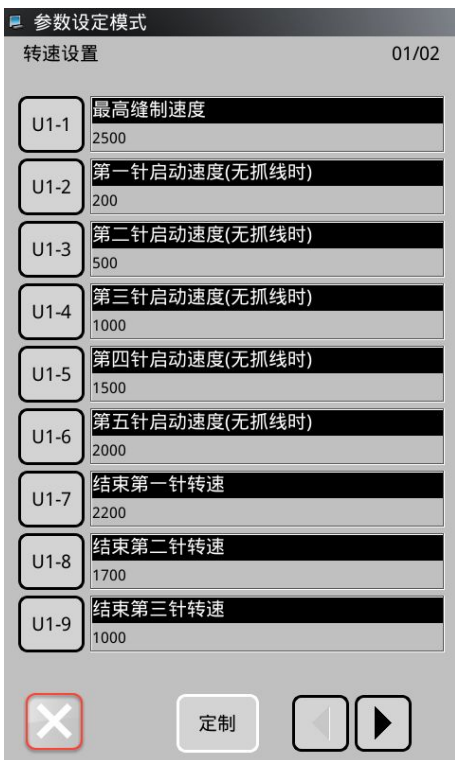 参数设定模式
转速设置 01/02
U1-1 最高缝制速度
2500
U1-2 第一针启动速度(无抓线时)
200
U1-3 第二针启动速度(无抓线时)
500
U1-4 第三针启动速度(无抓线时)
1000
U1-5 第四针启动速度(无抓线时)
1500
U1-6 第五针启动速度(无抓线时)
2000
U1-7 结束第一针转速
2200
U1-8 结束第二针转速
1700
U1-9 结束第三针转速
1000
定制